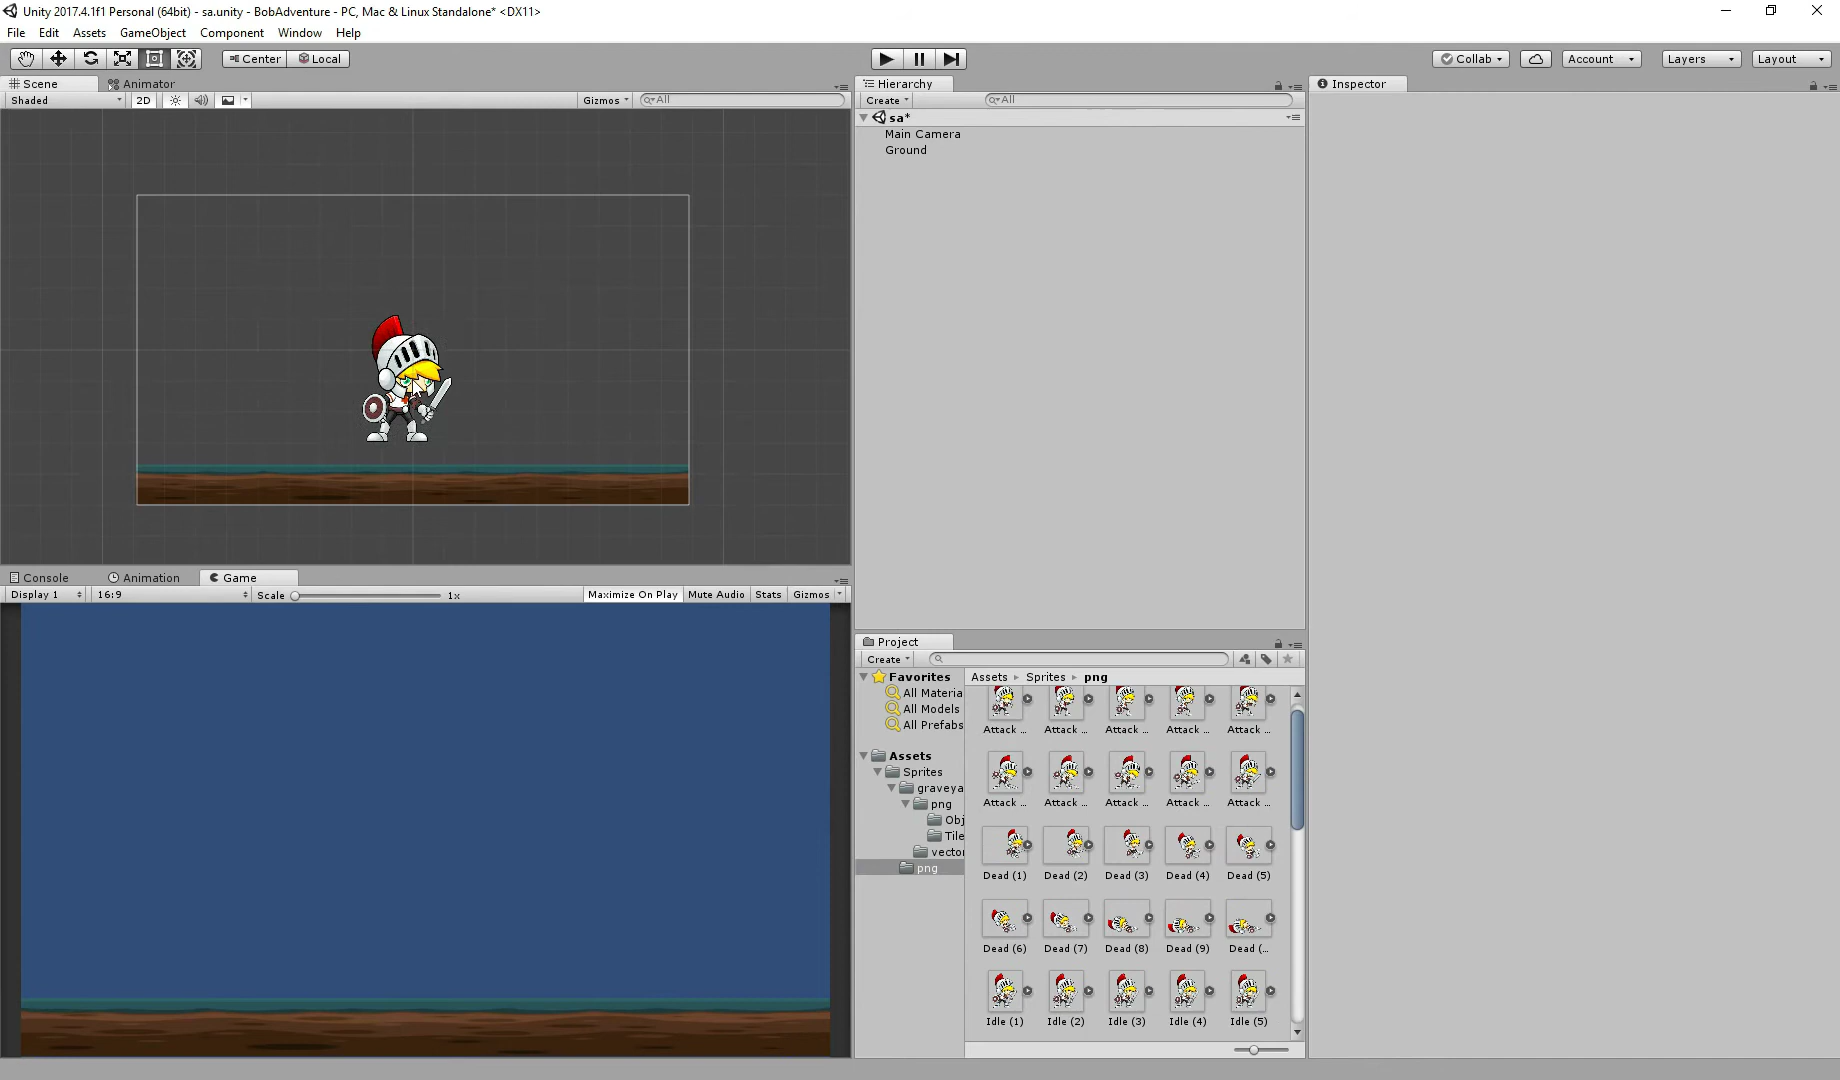 Unity 2017.4.1f1 Personal (64bit) - sa.unity - BobAdventure - PC, Mac & Linux Standalone* <DX11>
File Edit Assets GameObject Component Window Help
Center Local Collab Account Layers Layout
Scene Animator
Shaded 2D Gizmos All
Hierarchy
Create All
sa*
Main Camera
Ground
Inspector
Console Animation Game
Display 1 16:9 Scale 1x Maximize On Play Mute Audio Stats Gizmos
Project
Create
Favorites
All Materia
All Models
All Prefabs
Assets
Sprites
graveya
png
Obj
Tile
vector
png
Assets Sprites png
Attack ... Attack ... Attack ... Attack ... Attack ...
Attack ... Attack ... Attack ... Attack ... Attack ...
Dead (1) Dead (2) Dead (3) Dead (4) Dead (5)
Dead (6) Dead (7) Dead (8) Dead (9) Dead (...
Idle (1) Idle (2) Idle (3) Idle (4) Idle (5)